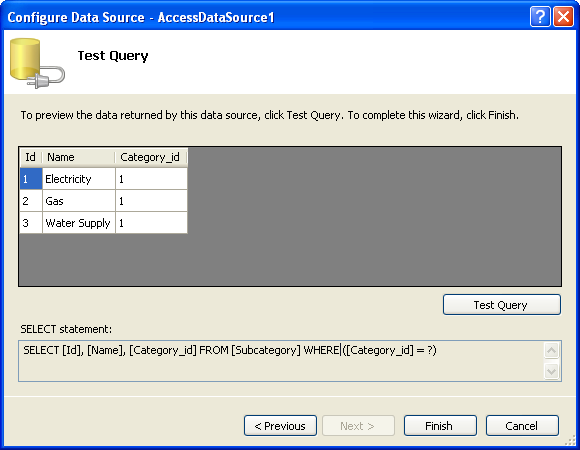 Configure Data Source - AccessDataSource1
Test Query
To preview the data returned by this data source, click Test Query. To complete this wizard, click Finish.
Id Name Category_id
1 Electricity 1
2 Gas 1
3 Water Supply 1
Test Query
SELECT statement:
SELECT [Id], [Name], [Category_id] FROM [Subcategory] WHERE ([Category_id] = ?)
< Previous Next > Finish Cancel